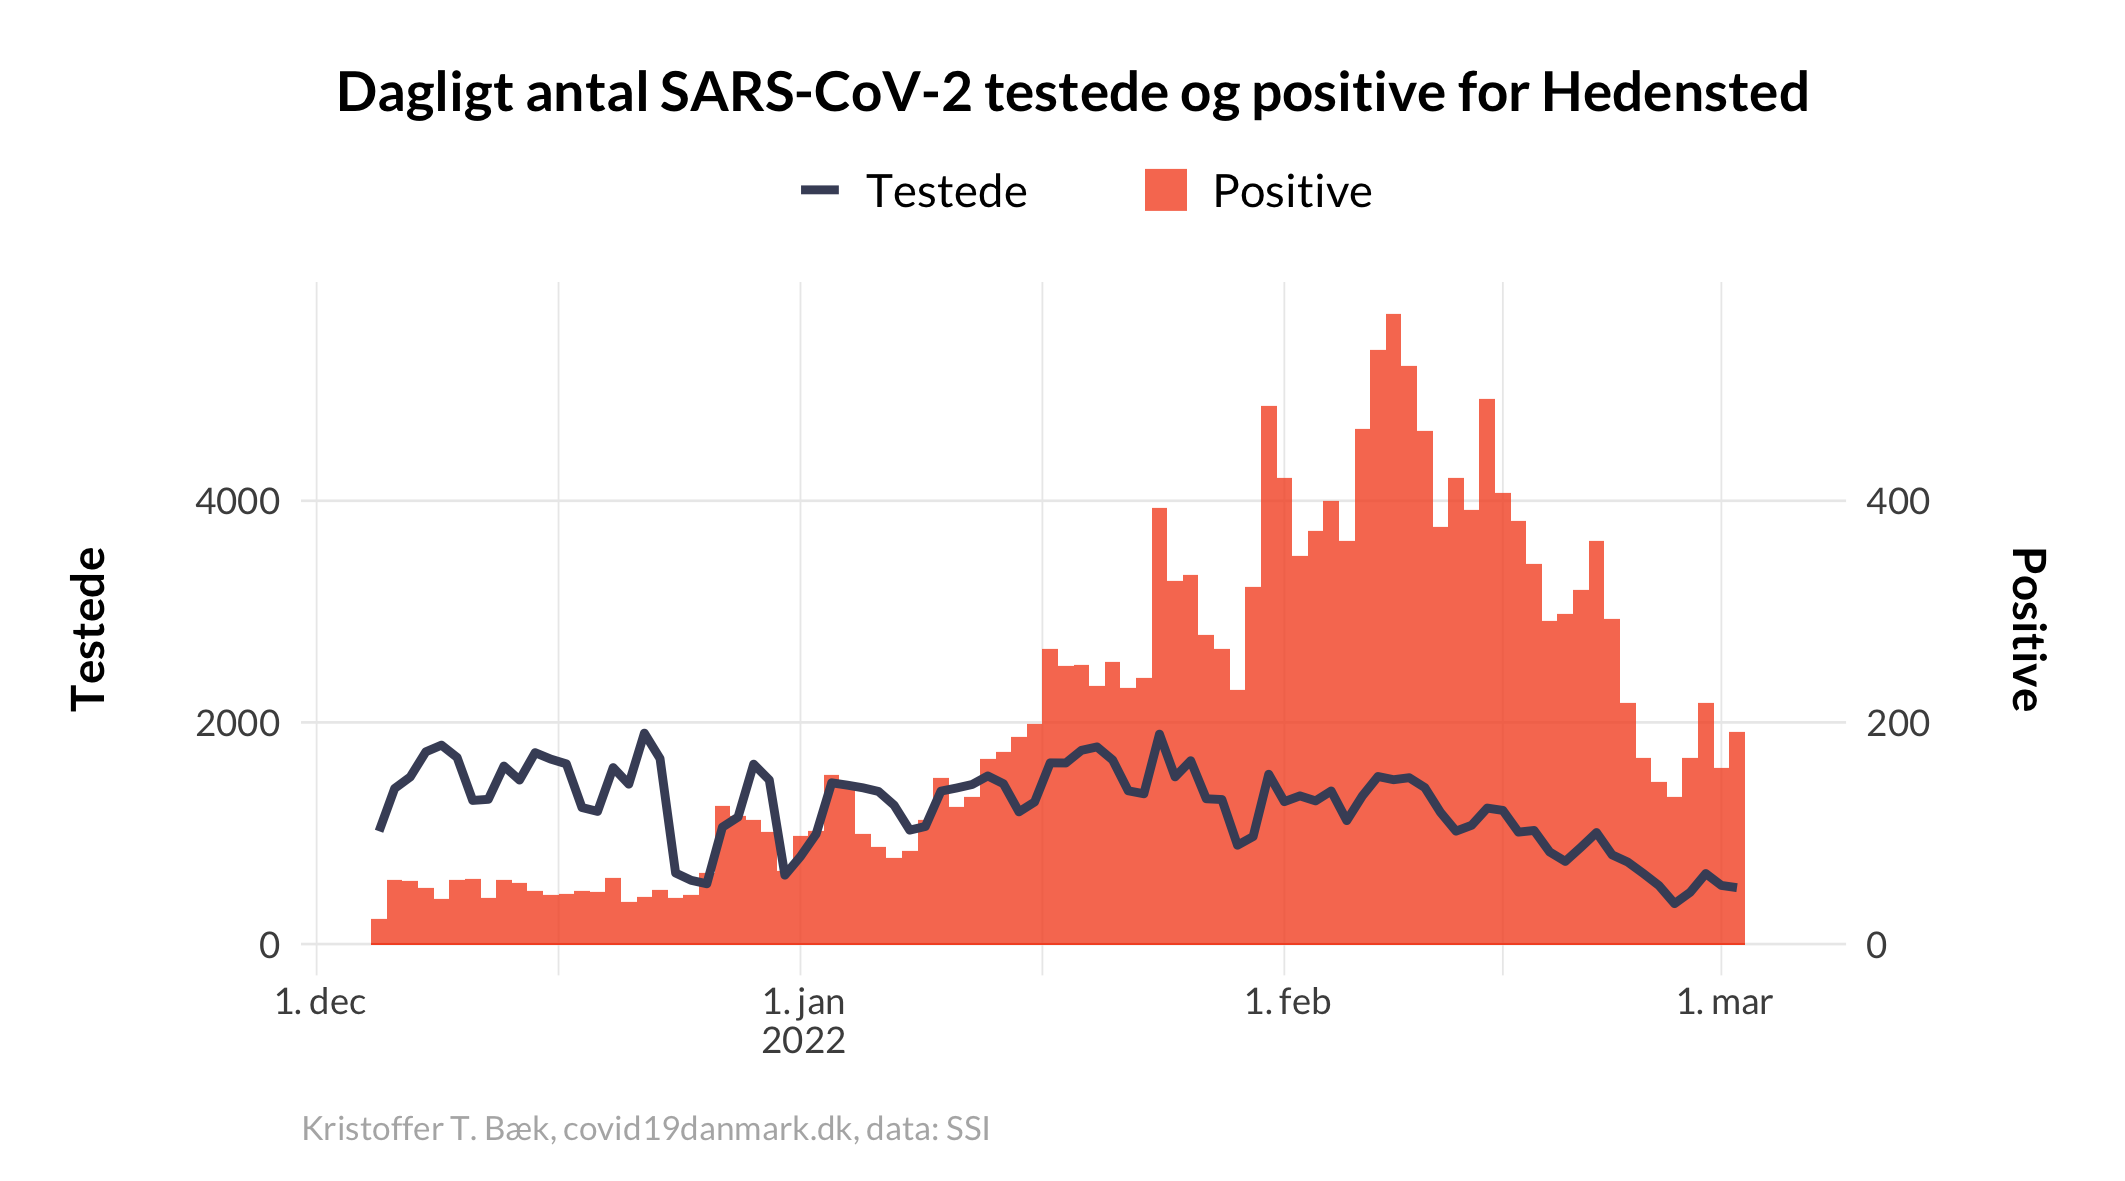 Dagligt antal SARS-CoV-2 testede og positive for Hedensted
Testede
Positive
Testede
4000
2000
0
400
200
0
Positive
1. dec
1. jan
2022
1. feb
1. mar
Kristoffer T. Bæk, covid19danmark.dk, data: SSI